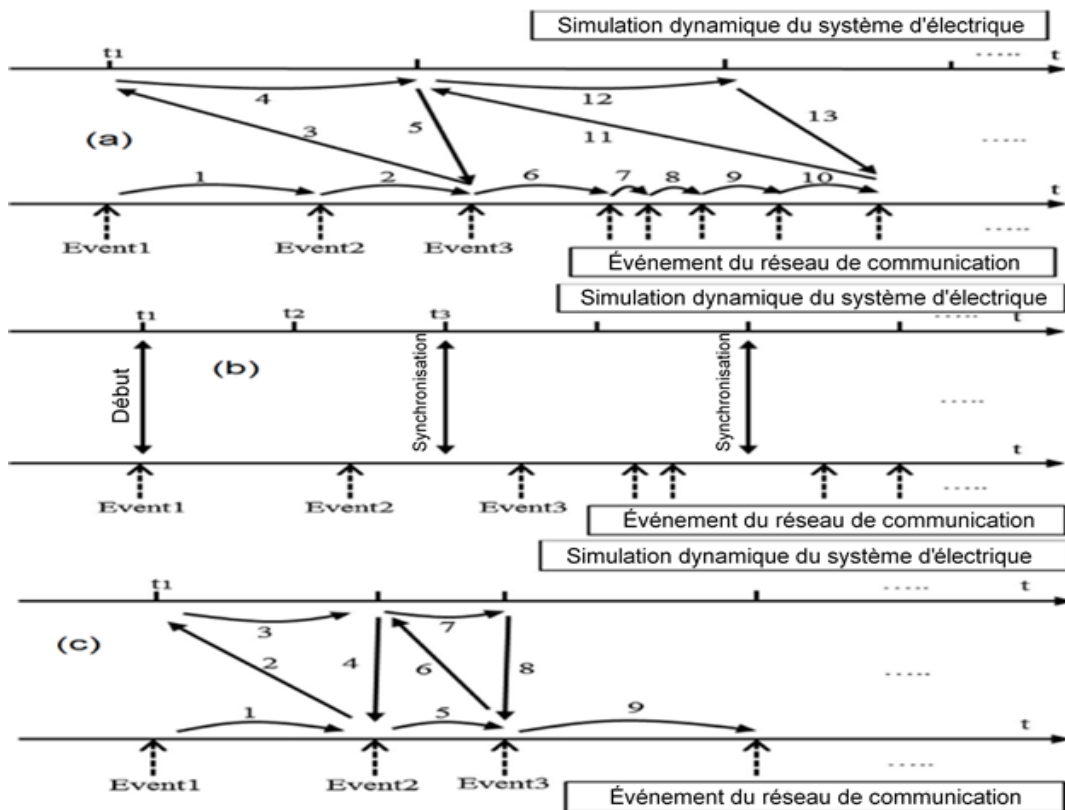 Simulation dynamique du système d'électrique
t1
.....
t
4
12
3
5
11
13
(a)
.....
1
2
6
7
8
9
10
t
Event1
Event2
Event3
.....
Événement du réseau de communication
Simulation dynamique du système d'électrique
t1
t2
t3
.....
t
(b)
Début
Synchronisation
Synchronisation
.....
t
Event1
Event2
Event3
.....
Événement du réseau de communication
Simulation dynamique du système d'électrique
t1
.....
t
3
7
(c)
2
4
6
8
.....
1
5
9
t
Event1
Event2
Event3
.....
Événement du réseau de communication